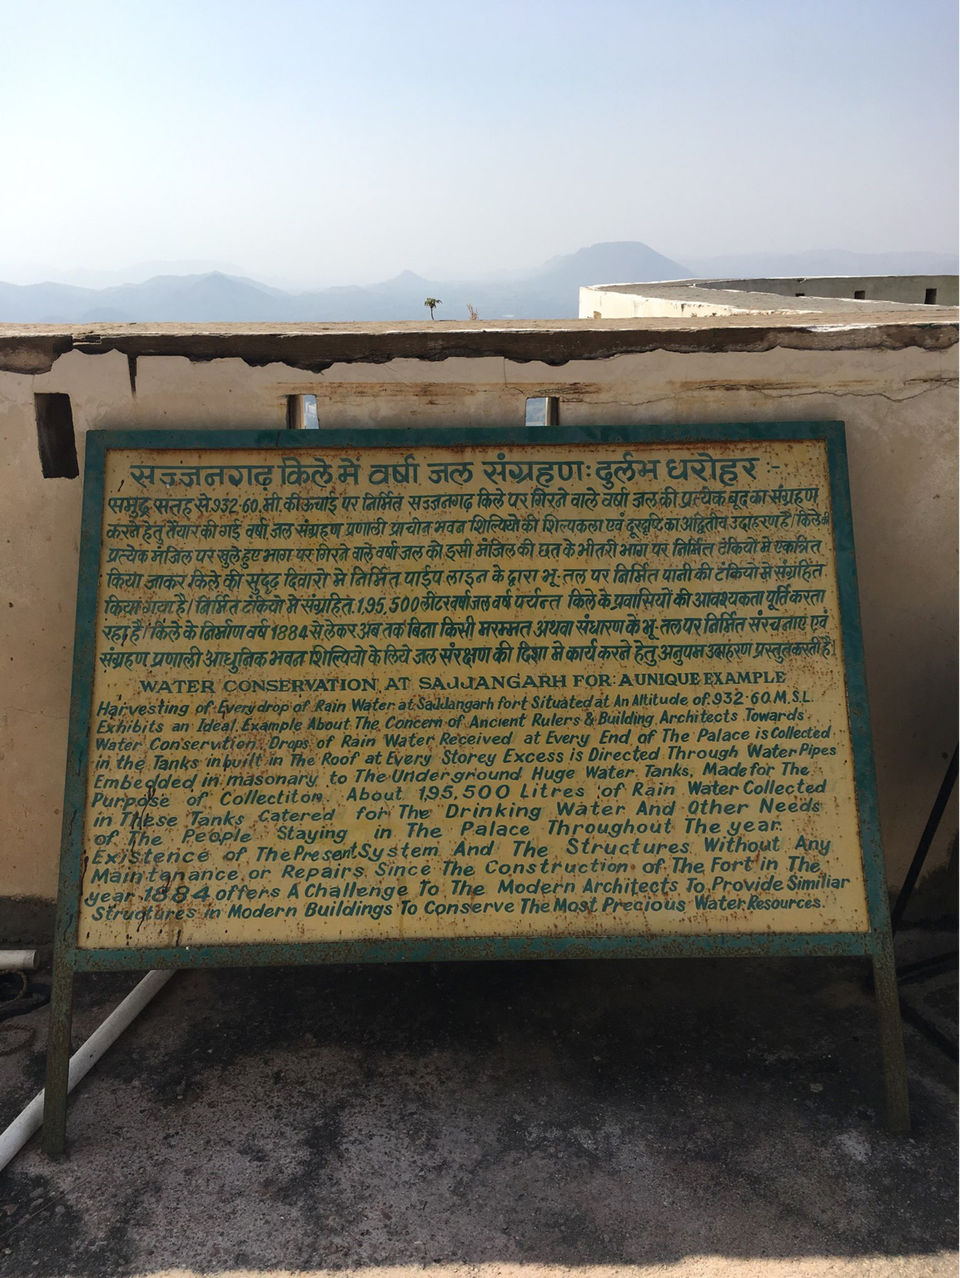 सज्जनगढ़ किले में वर्षा जल संग्रहण: दुर्लभ धरोहर -
समुद्र सतह से 932·60 मी. की ऊंचाई पर निर्मित सज्जनगढ़ किले पर गिरने वाले वर्षा जल की प्रत्येक बूंद का संग्रहण
करने हेतु तैयार की गई वर्षा जल संग्रहण प्रणाली प्राचीन भवन शिल्पियों की शिल्पकला एवं दूरदृष्टि का अद्वितीय उदाहरण है। किले की
प्रत्येक मंजिल पर खुले हुए भाग पर गिरने वाले वर्षा जल को इसी मंजिल की छत के भीतरी भाग पर निर्मित टंकियों में एकत्रित
किया जाकर किले की सुदृढ़ दिवारों में निर्मित पाईप लाइन के द्वारा भू-तल पर निर्मित पानी की टंकियों में संग्रहित
किया गया है। निर्मित टंकियों में संग्रहित 1,95,500 लीटर वर्षाजल वर्ष पर्यन्त किले के प्रवासियों की आवश्यकता पूर्ति करता
रहा है। किले के निर्माण वर्ष 1884 से लेकर अब तक बिना किसी मरम्मत अथवा संधारण के भू-तल पर निर्मित संरचनाएं एवं
संग्रहण प्रणाली आधुनिक भवन शिल्पियों के लिये जल संरक्षण की दिशा में कार्य करने हेतु अनुपम उदाहरण प्रस्तुत करती है।
WATER CONSERVATION AT SAJJANGARH FOR: A UNIQUE EXAMPLE
Harvesting of Every drop of Rain Water at Sajjangarh fort Situated at An Altitude of 932·60 M.S.L.
Exhibits an Ideal Example About The Concern of Ancient Rulers & Building Architects Towards
Water Conservtion. Drops of Rain Water Received at Every End of The Palace is Collected
in the Tanks inbuilt in The Roof at Every Storey Excess is Directed Through Water Pipes
Embedded in masonary to The Underground Huge Water Tanks, Made for The
Purpose of Collection. About 1,95,500 Litres of Rain Water Collected
in These Tanks Catered for The Drinking Water And Other Needs
of The People Staying in The Palace Throughout The year.
Existence of The Present System And The Structures Without Any
Maintenance or Repairs Since The Construction of The Fort in The
year 1884 offers A Challenge To The Modern Architects To Provide Similiar
Structures in Modern Buildings To Conserve The Most Precious Water Resources.